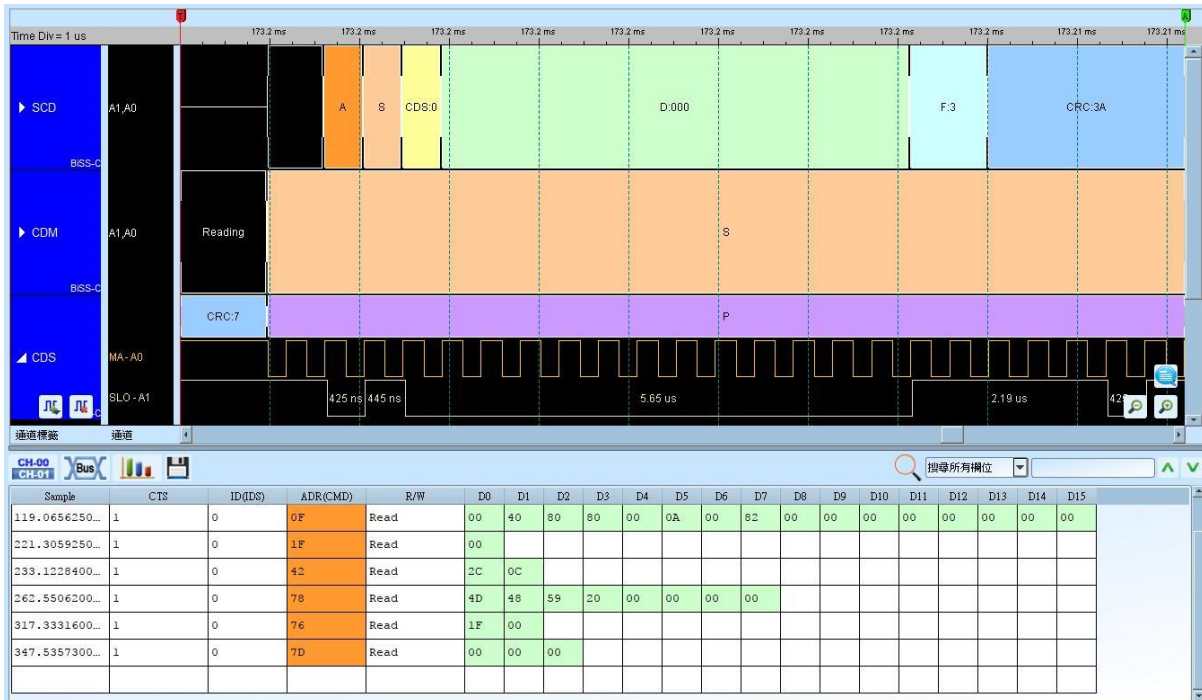 T A
Time Div = 1 us 173.2 ms 173.2 ms 173.2 ms 173.2 ms 173.2 ms 173.2 ms 173.2 ms 173.2 ms 173.2 ms 173.21 ms 173.21 ms
SCD A1,A0 A S CDS:0 D:000 F:3 CRC:3A
BiSS-C
CDM A1,A0 Reading S
BiSS-C
CRC:7 P
CDS MA - A0
SLO - A1 425 ns 445 ns 5.65 us 2.19 us
通道標籤 通道
CH-00 CH-01 Bus 搜尋所有欄位
Sample CTS ID(IDS) ADR(CMD) R/W D0 D1 D2 D3 D4 D5 D6 D7 D8 D9 D10 D11 D12 D13 D14 D15
119.0656250... 1 0 0F Read 00 40 80 80 00 0A 00 82 00 00 00 00 00 00 00 00
221.3059250... 1 0 1F Read 00
233.1228400... 1 0 42 Read 2C 0C
262.5506200... 1 0 78 Read 4D 48 59 20 00 00 00 00
317.3331600... 1 0 76 Read 1F 00
347.5357300... 1 0 7D Read 00 00 00